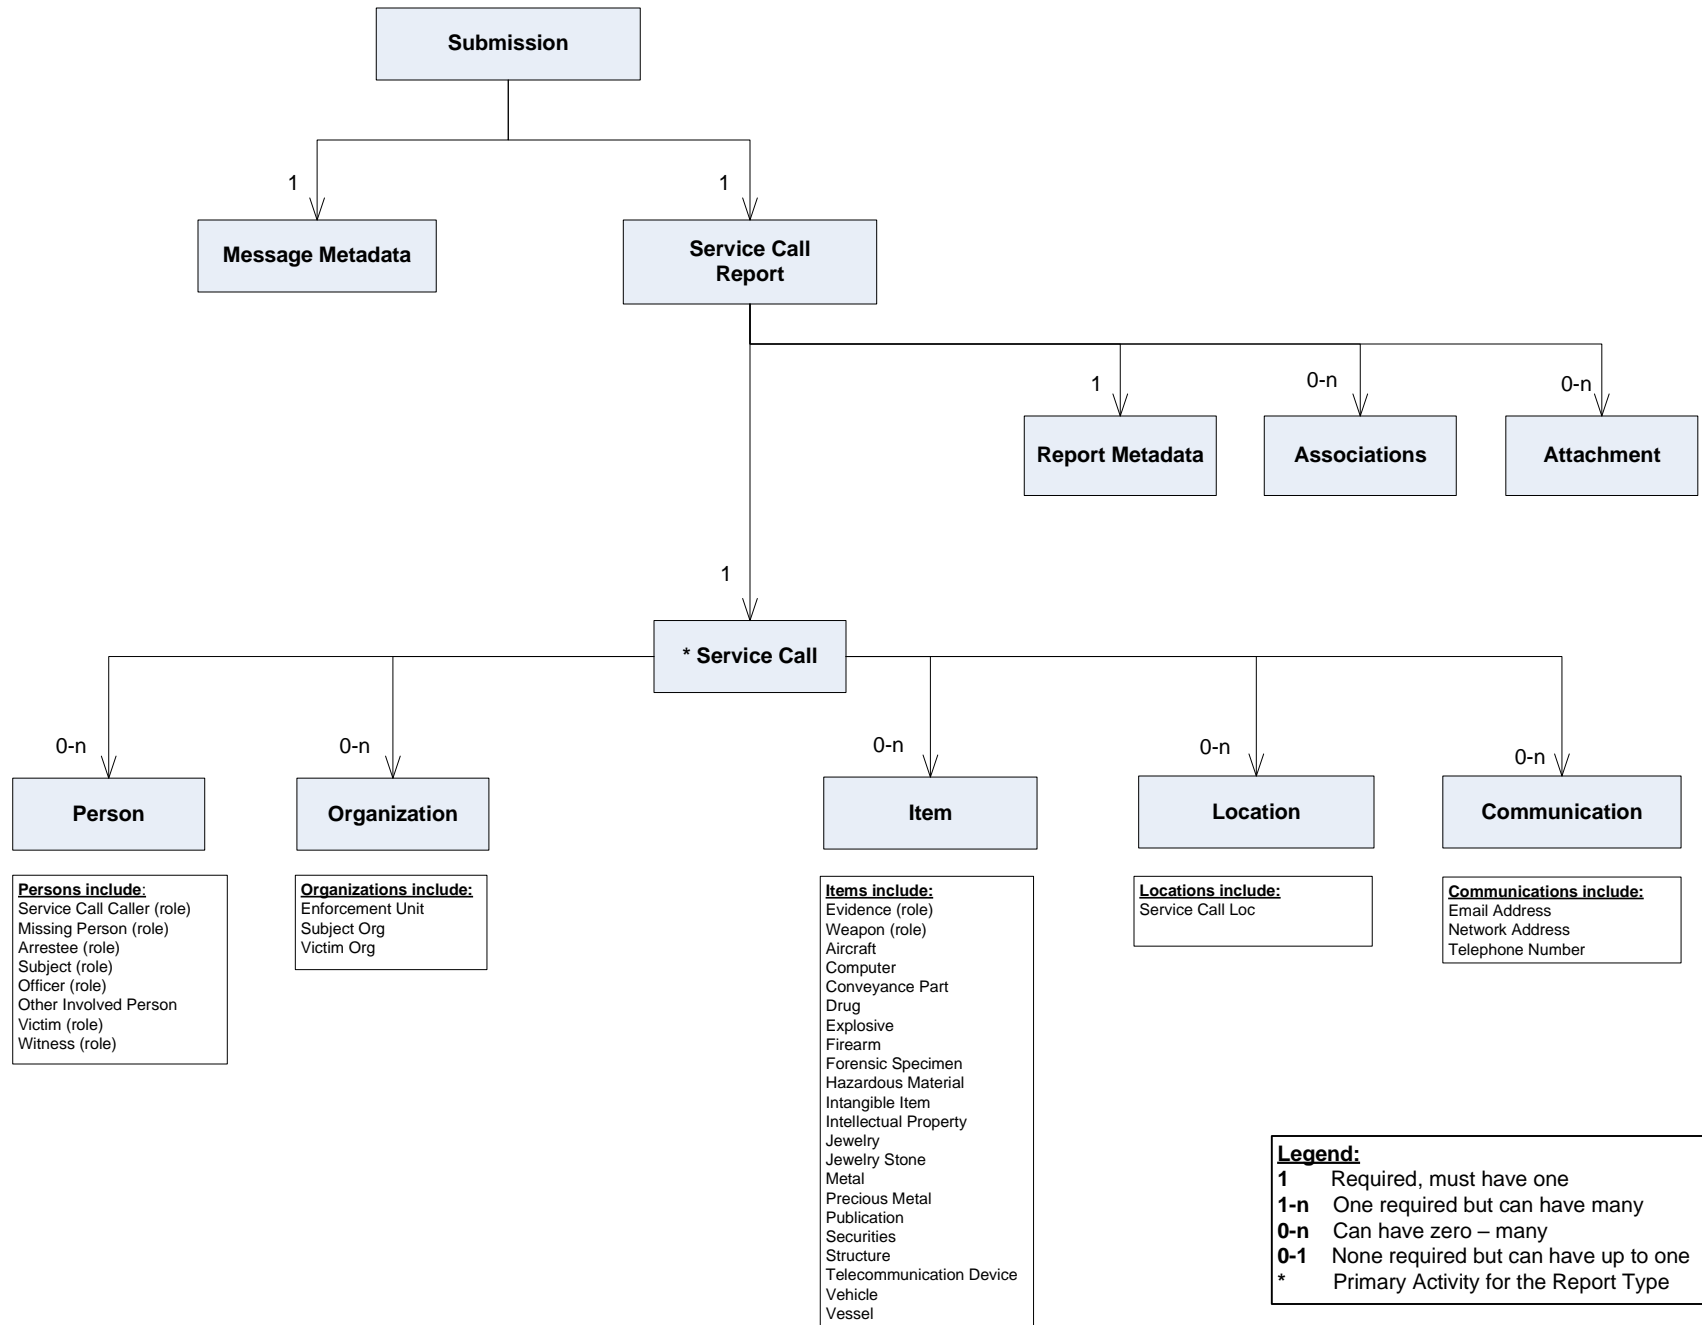 Submission
1
1
Message Metadata
Service Call
Report
1
0-n
0-n
Report Metadata
Associations
Attachment
1
* Service Call
0-n
0-n
0-n
0-n
0-n
Person
Organization
Item
Location
Communication
Persons include:
Service Call Caller (role)
Missing Person (role)
Arrestee (role)
Subject (role)
Officer (role)
Other Involved Person
Victim (role)
Witness (role)
Organizations include:
Enforcement Unit
Subject Org
Victim Org
Items include:
Evidence (role)
Weapon (role)
Aircraft
Computer
Conveyance Part
Drug
Explosive
Firearm
Forensic Specimen
Hazardous Material
Intangible Item
Intellectual Property
Jewelry
Jewelry Stone
Metal
Precious Metal
Publication
Securities
Structure
Telecommunication Device
Vehicle
Vessel
Locations include:
Service Call Loc
Communications include:
Email Address
Network Address
Telephone Number
Legend:
1 Required, must have one
1-n One required but can have many
0-n Can have zero – many
0-1 None required but can have up to one
* Primary Activity for the Report Type